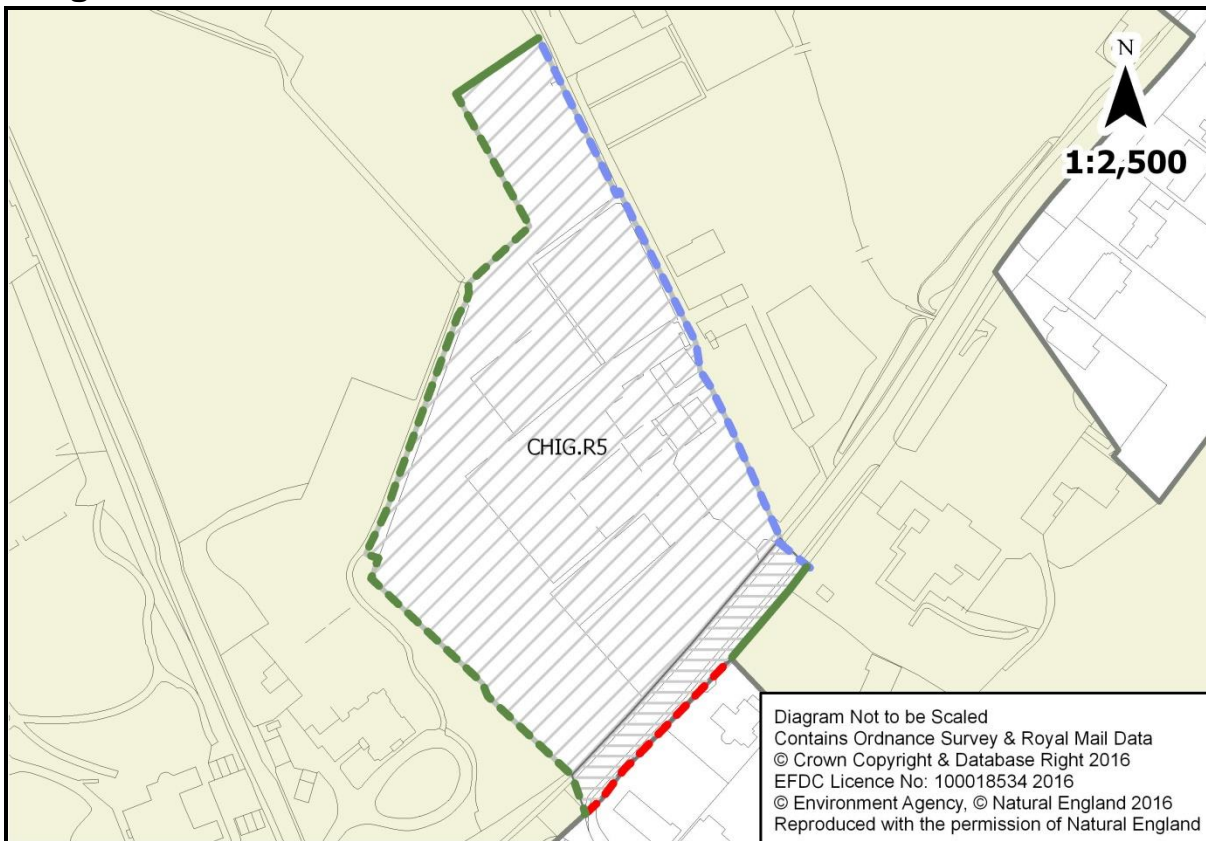 N
1:2,500
CHIG.R5
Diagram Not to be Scaled
Contains Ordnance Survey & Royal Mail Data
© Crown Copyright & Database Right 2016
EFDC Licence No: 100018534 2016
© Environment Agency, © Natural England 2016
Reproduced with the permission of Natural England